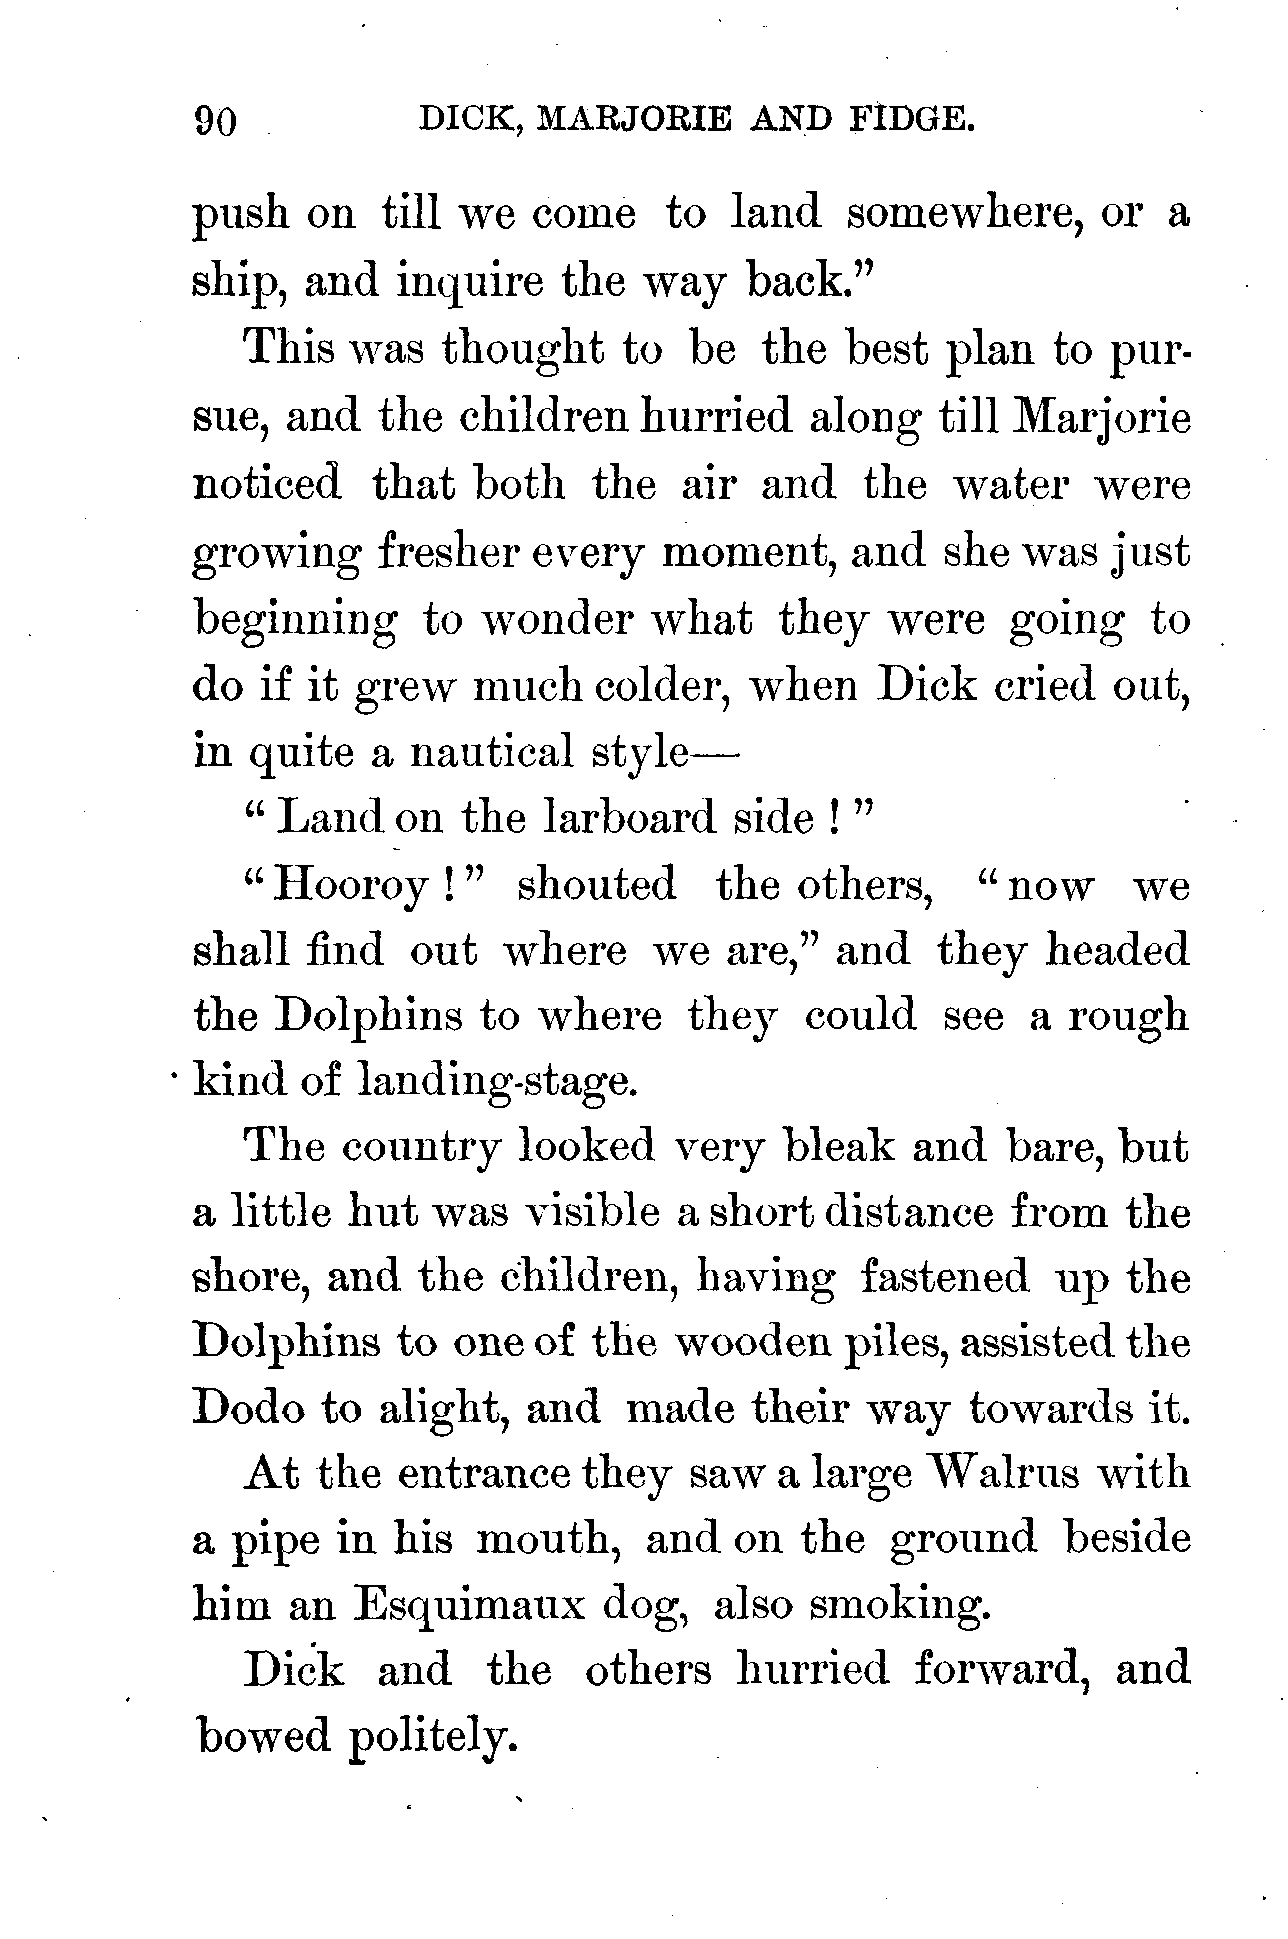 90 DICK, MARJORIE AND FIDGE.
push on till we come to land somewhere, or a
ship, and inquire the way back.”
This was thought to be the best plan to pur-
sue, and the children hurried along till Marjorie
noticed that both the air and the water were
growing fresher every moment, and she was just
beginning to wonder what they were going to
do if it grew much colder, when Dick cried out,
in quite a nautical style—
“ Land on the larboard side ! ”
“ Hooroy ! ” shouted the others, “ now we
shall find out where we are,” and they headed
the Dolphins to where they could see a rough
kind of landing-stage.
The country looked very bleak and bare, but
a little hut was visible a short distance from the
shore, and the children, having fastened up the
Dolphins to one of the wooden piles, assisted the
Dodo to alight, and made their way towards it.
At the entrance they saw a large Walrus with
a pipe in his mouth, and on the ground beside
him an Esquimaux dog, also smoking.
Dick and the others hurried forward, and
bowed politely.